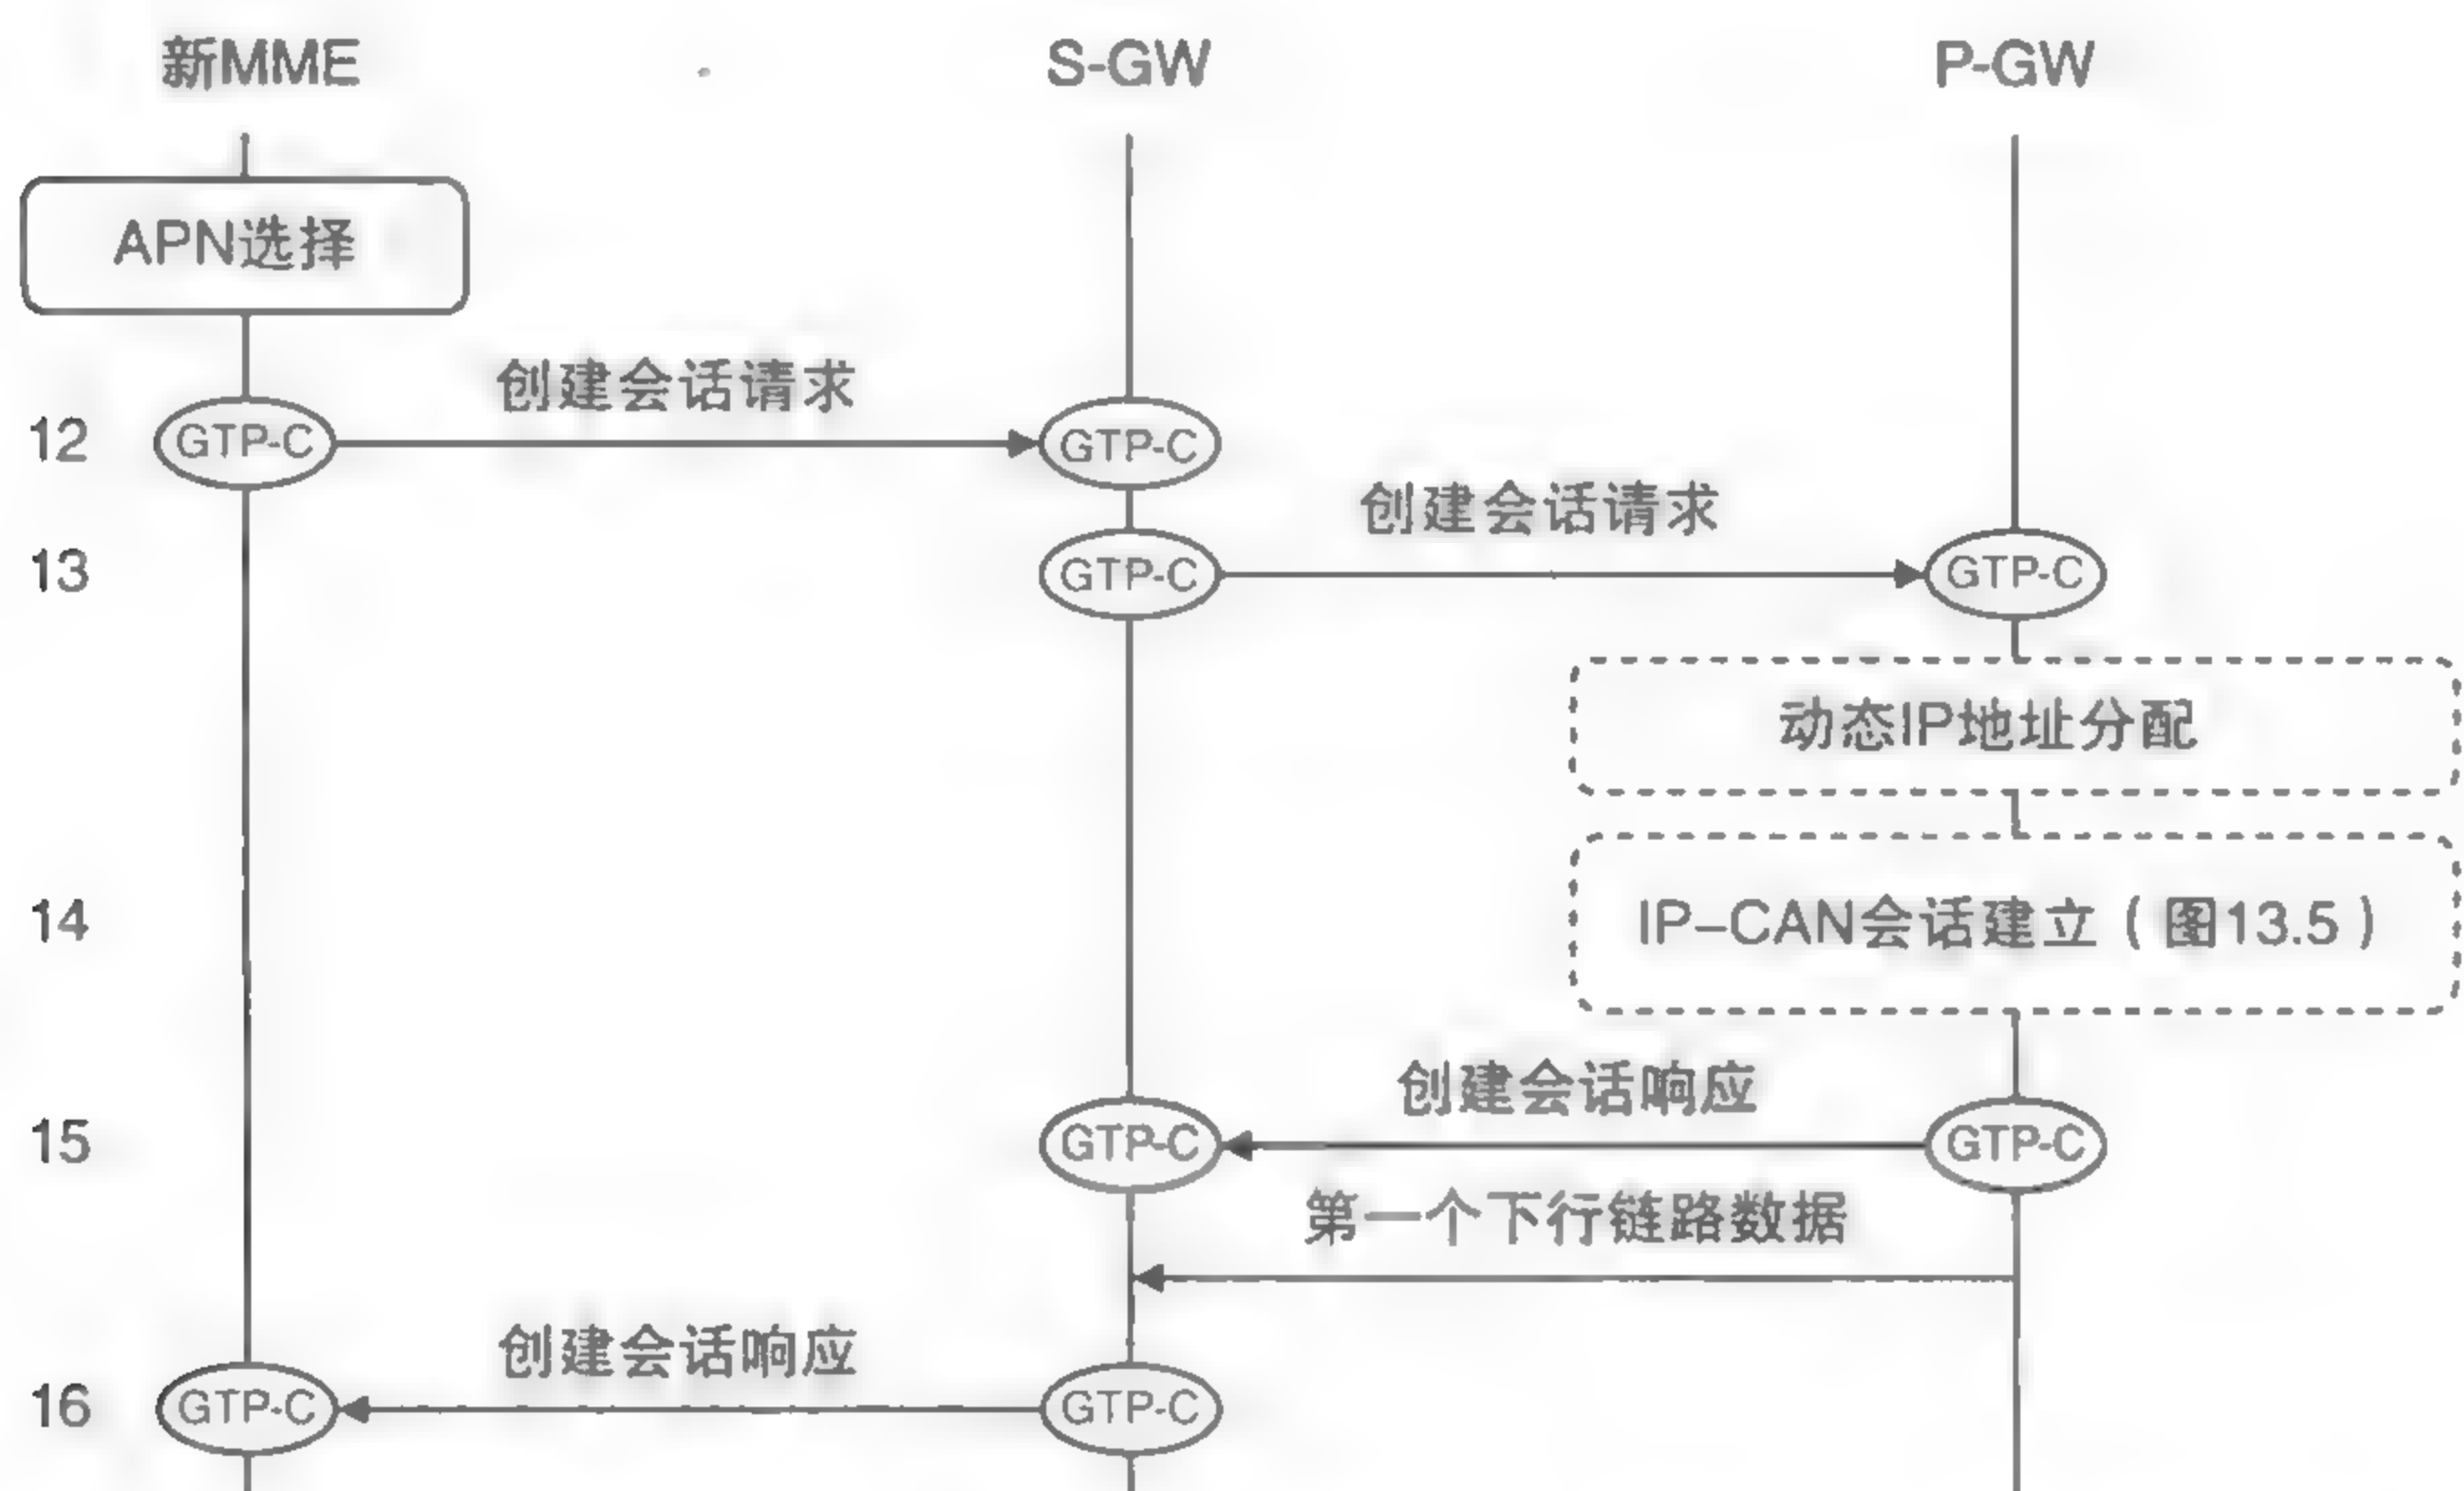 新MME S-GW P-GW
APN选择
创建会话请求
12 GTP-C GTP-C
创建会话请求
13 GTP-C GTP-C
动态IP地址分配
14 IP-CAN会话建立（图13.5）
创建会话响应
15 GTP-C GTP-C
第一个下行链路数据
创建会话响应
16 GTP-C GTP-C